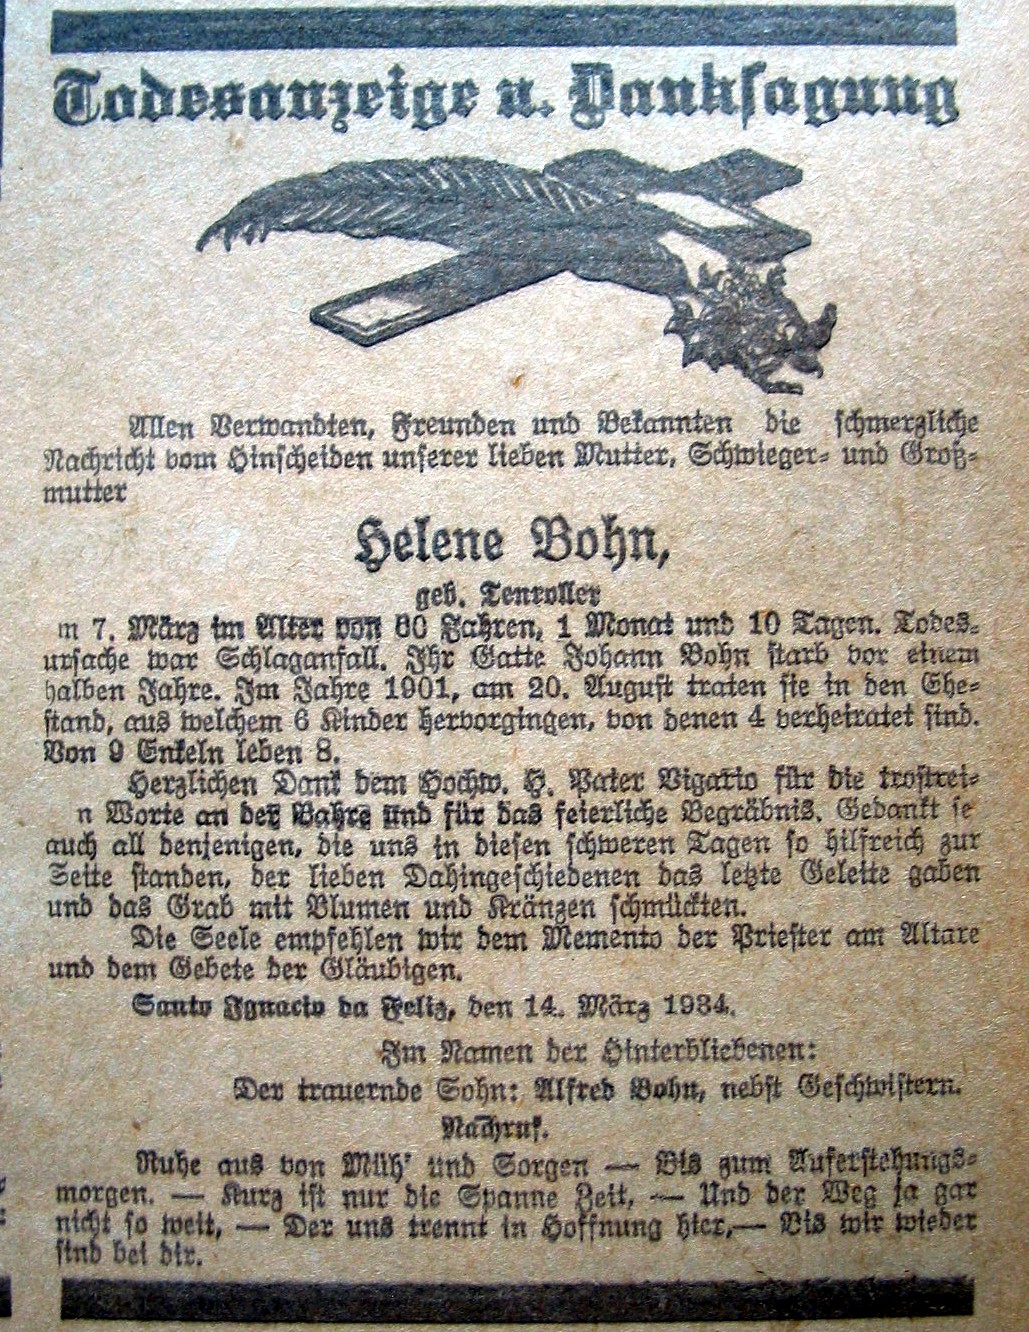 Todesanzeige u. Danksagung
Allen Verwandten, Freunden und Bekannten die schmerzliche
Nachricht vom Hinscheiden unserer lieben Mutter, Schwieger- und Groß-
mutter
Helene Bohn,
geb. Tenroller
m 7. März im Alter von 60 Jahren, 1 Monat und 10 Tagen. Todes-
ursache war Schlaganfall. Ihr Gatte Johann Bohn starb vor einem
halben Jahre. Im Jahre 1901, am 20. August traten sie in den Ehe-
stand, aus welchem 6 Kinder hervorgingen, von denen 4 verheiratet sind.
Von 9 Enkeln leben 8.
Herzlichen Dank dem Hochw. H. Pater Vigario für die trostrei-
n Worte an der Bahre und für das feierliche Begräbnis. Gedankt se
auch all denjenigen, die uns in diesen schweren Tagen so hilfreich zur
Seite standen, der lieben Dahingeschiedenen das letzte Geleite gaben
und das Grab mit Blumen und Kränzen schmückten.
Die Seele empfehlen wir dem Memento der Priester am Altare
und dem Gebete der Gläubigen.
Santo Ignacio da Feliz, den 14. März 1934.
Im Namen der Hinterbliebenen:
Der trauernde Sohn: Alfred Bohn, nebst Geschwistern.
Nachruf.
Ruhe aus von Müh' und Sorgen — Bis zum Auferstehungs-
morgen. — Kurz ist nur die Spanne Zeit, — Und der Weg ja gar
nicht so weit, — Der uns trennt in Hoffnung hier, — Bis wir wieder
sind bei dir.